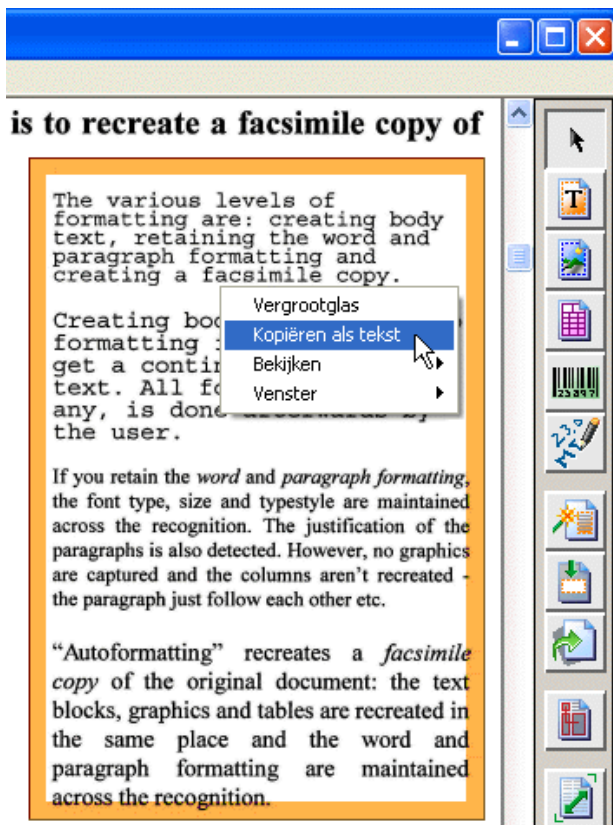 is to recreate a facsimile copy of
The various levels of
formatting are: creating body
text, retaining the word and
paragraph formatting and
creating a facsimile copy.
Creating
formatting
get a
text. All
any, is done afterwards by
the user.
Vergrootglas
Kopiëren als tekst
Bekijken
Venster
If you retain the word and paragraph formatting,
the font type, size and typestyle are maintained
across the recognition. The justification of the
paragraphs is also detected. However, no graphics
are captured and the columns aren't recreated -
the paragraph just follow each other etc.
“Autoformatting” recreates a facsimile
copy of the original document: the text
blocks, graphics and tables are recreated in
the same place and the word and
paragraph formatting are maintained
across the recognition.
T
23897